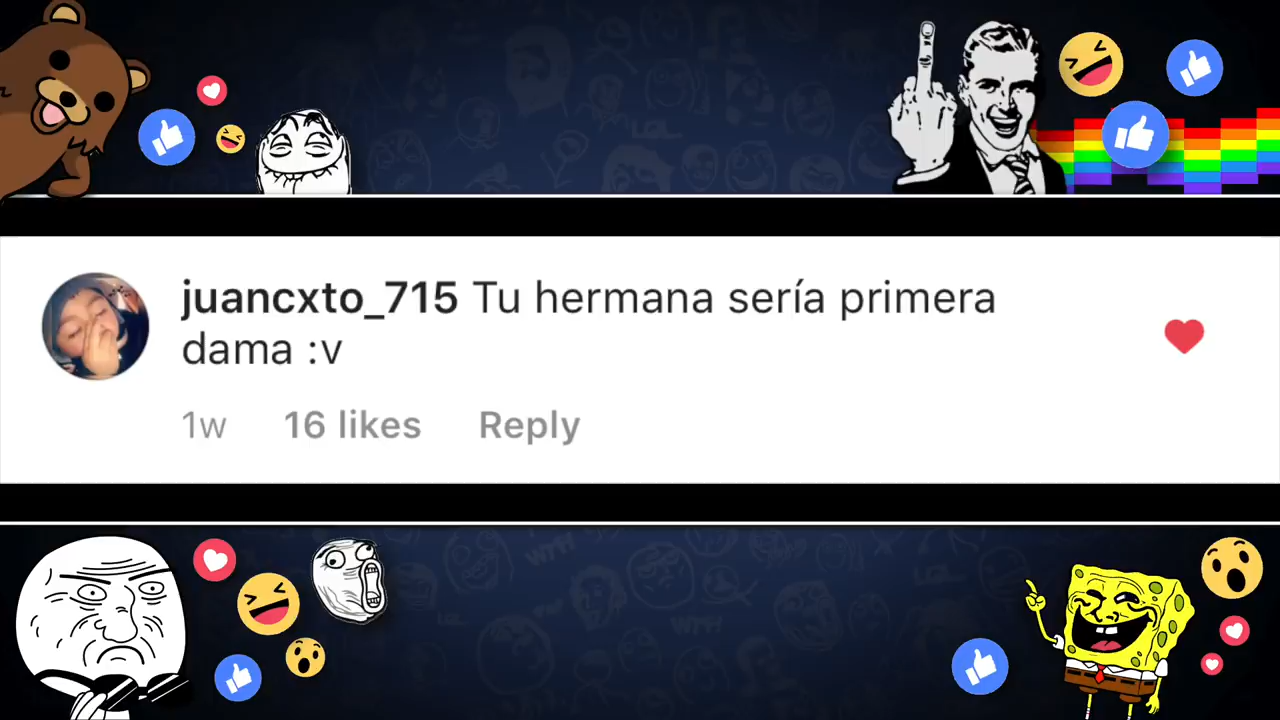 juancxto_715 Tu hermana sería primera
dama :v
1w 16 likes Reply